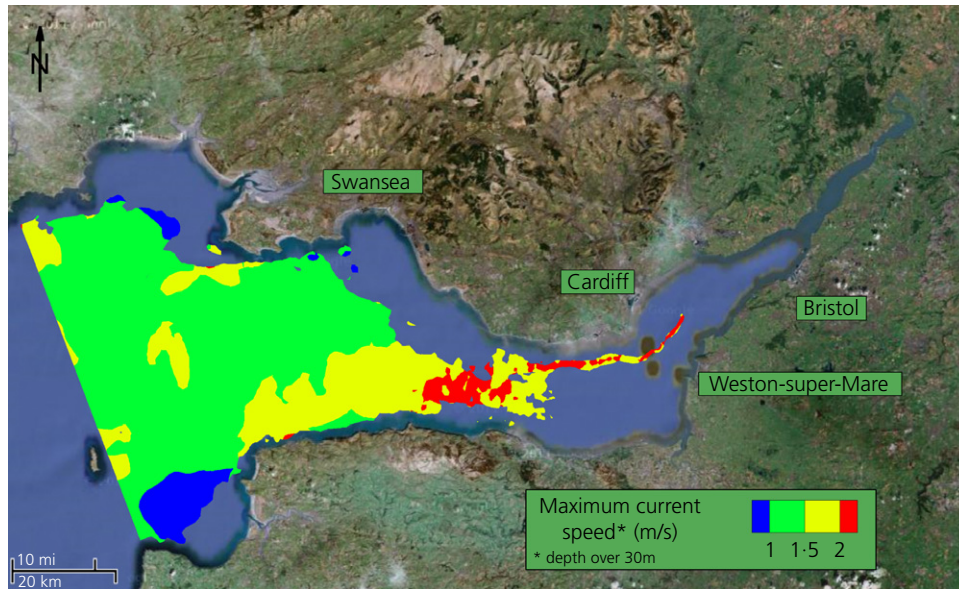 N
Swansea
Cardiff
Bristol
Weston-super-Mare
Maximum current
speed* (m/s)
* depth over 30m
1 1·5 2
10 mi
20 km